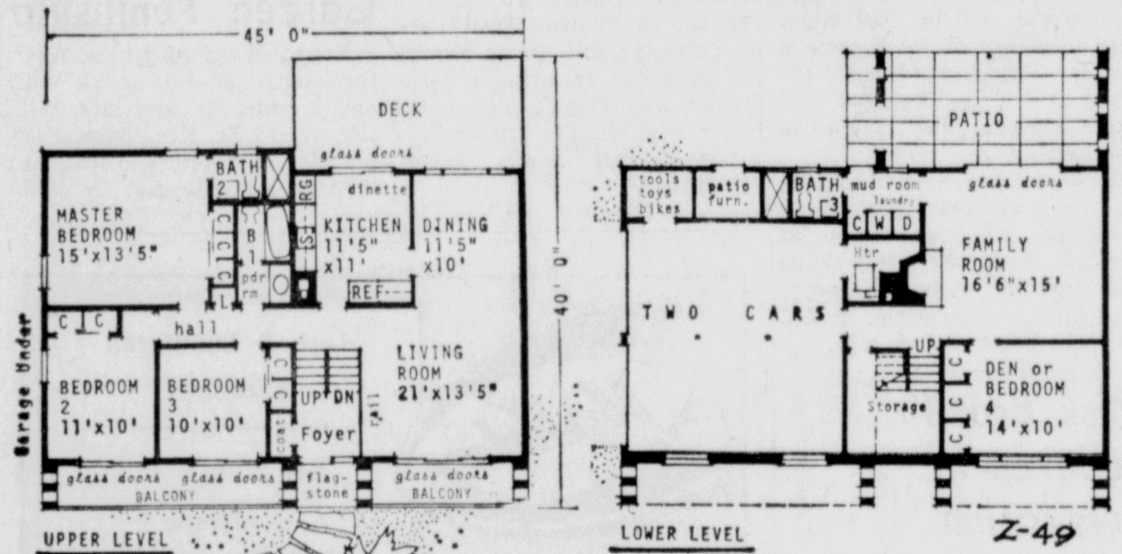 45' 0"
DECK
glass doors
BATH
2
RG
dinette
MASTER
BEDROOM
15'x13'5"
C
C
C
B
1
S
KITCHEN
11'5"
x11'
DINING
11'5"
x10'
pdr
rm
L
REF
40' 0"
C C
hall
Garage Under
BEDROOM
2
11'x10'
BEDROOM
3
10'x10'
C
C
coat
UP DN
rail
Foyer
LIVING
ROOM
21'x13'5"
glass doors glass doors
BALCONY
flag-
stone
glass doors
BALCONY
UPPER LEVEL
PATIO
tools
toys
bikes
patio
furn.
BATH
3
mud room
laundry
glass doors
C W D
Htr
FAMILY
ROOM
16'6"x15'
TWO CARS
UP
Storage
C
C
C
DEN or
BEDROOM
4
14'x10'
LOWER LEVEL
Z-49